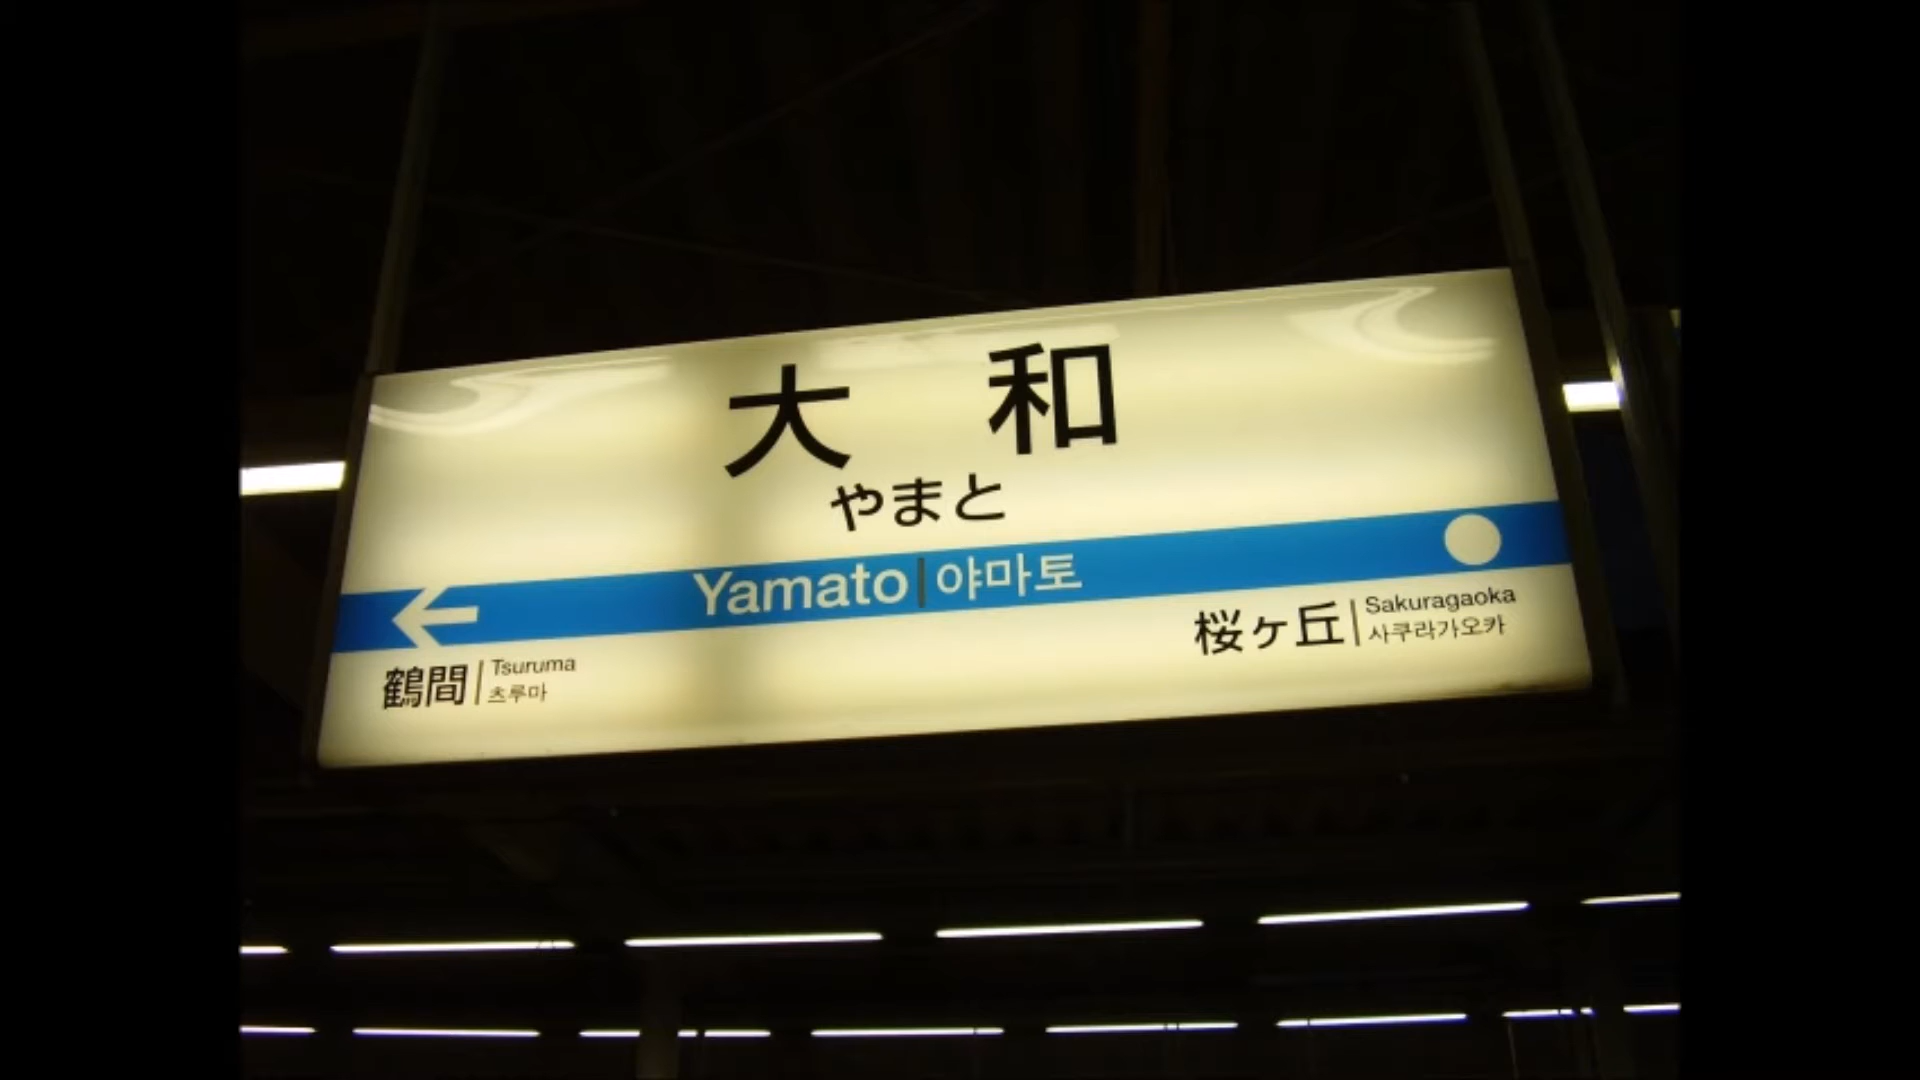 大和
やまと
Yamato|야마토
鶴間|Tsuruma
츠루마
桜ヶ丘|Sakuragaoka
사쿠라가오카